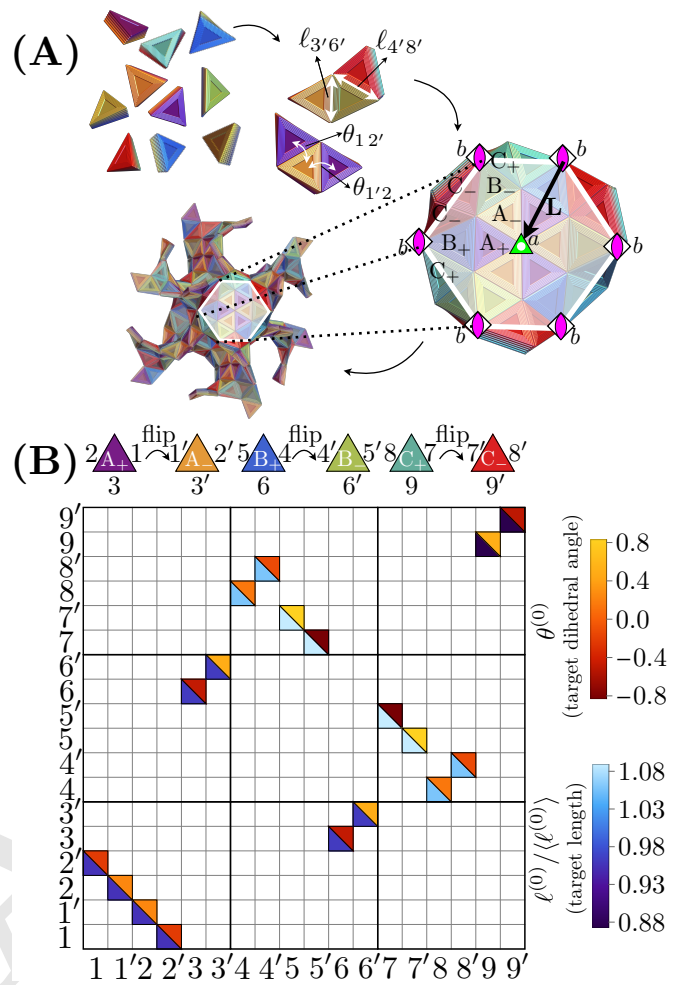 (A)
ℓ3′6′ ℓ4′8′
θ1 2′
θ1′2
b b
C+
C− B−
C− A− L
b B+ A+ a b
C+
b b
(B)
2 A+ 1 flip 1′ A− 2′ 5 B+ 4 flip 4′ B− 5′ 8 C+ 7 flip 7′ C− 8′
3 3′ 6 6′ 9 9′
9′
9
8′
8
7′
7
6′
6
5′
5
4′
4
3′
3
2′
2
1′
1
1 1′ 2 2′ 3 3′ 4 4′ 5 5′ 6 6′ 7 7′ 8 8′ 9 9′
0.8
0.4
0.0
−0.4
−0.8
θ(0)
(target dihedral angle)
1.08
1.03
0.98
0.93
0.88
ℓ(0)/⟨ℓ(0)⟩
(target length)